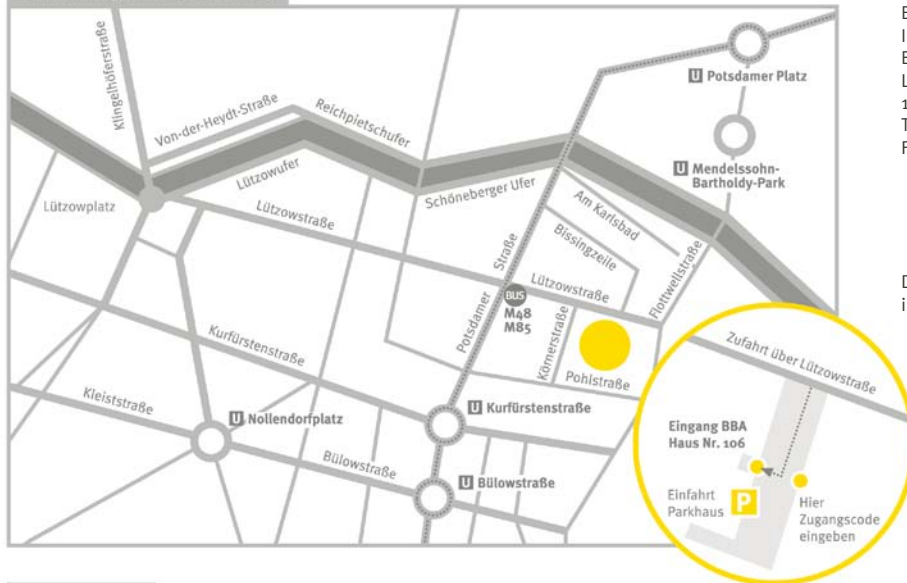 Klingelhöferstraße
Von-der-Heydt-Straße
Reichpietschufer
U Potsdamer Platz
U Mendelssohn-
Bartholdy-Park
Lützowplatz
Lützowufer
Lützowstraße
Schöneberger Ufer
Am Karlsbad
Bissingzeile
Flottwellstraße
Potsdamer Straße
Lützowstraße
BUS
M48
M85
Körnerstraße
Pohlstraße
Kurfürstenstraße
Kleiststraße
U Nollendorfplatz
U Kurfürstenstraße
Bülowstraße
U Bülowstraße
Zufahrt über Lützowstraße
Eingang BBA
Haus Nr. 106
Einfahrt
Parkhaus
P
Hier
Zugangscode
eingeben